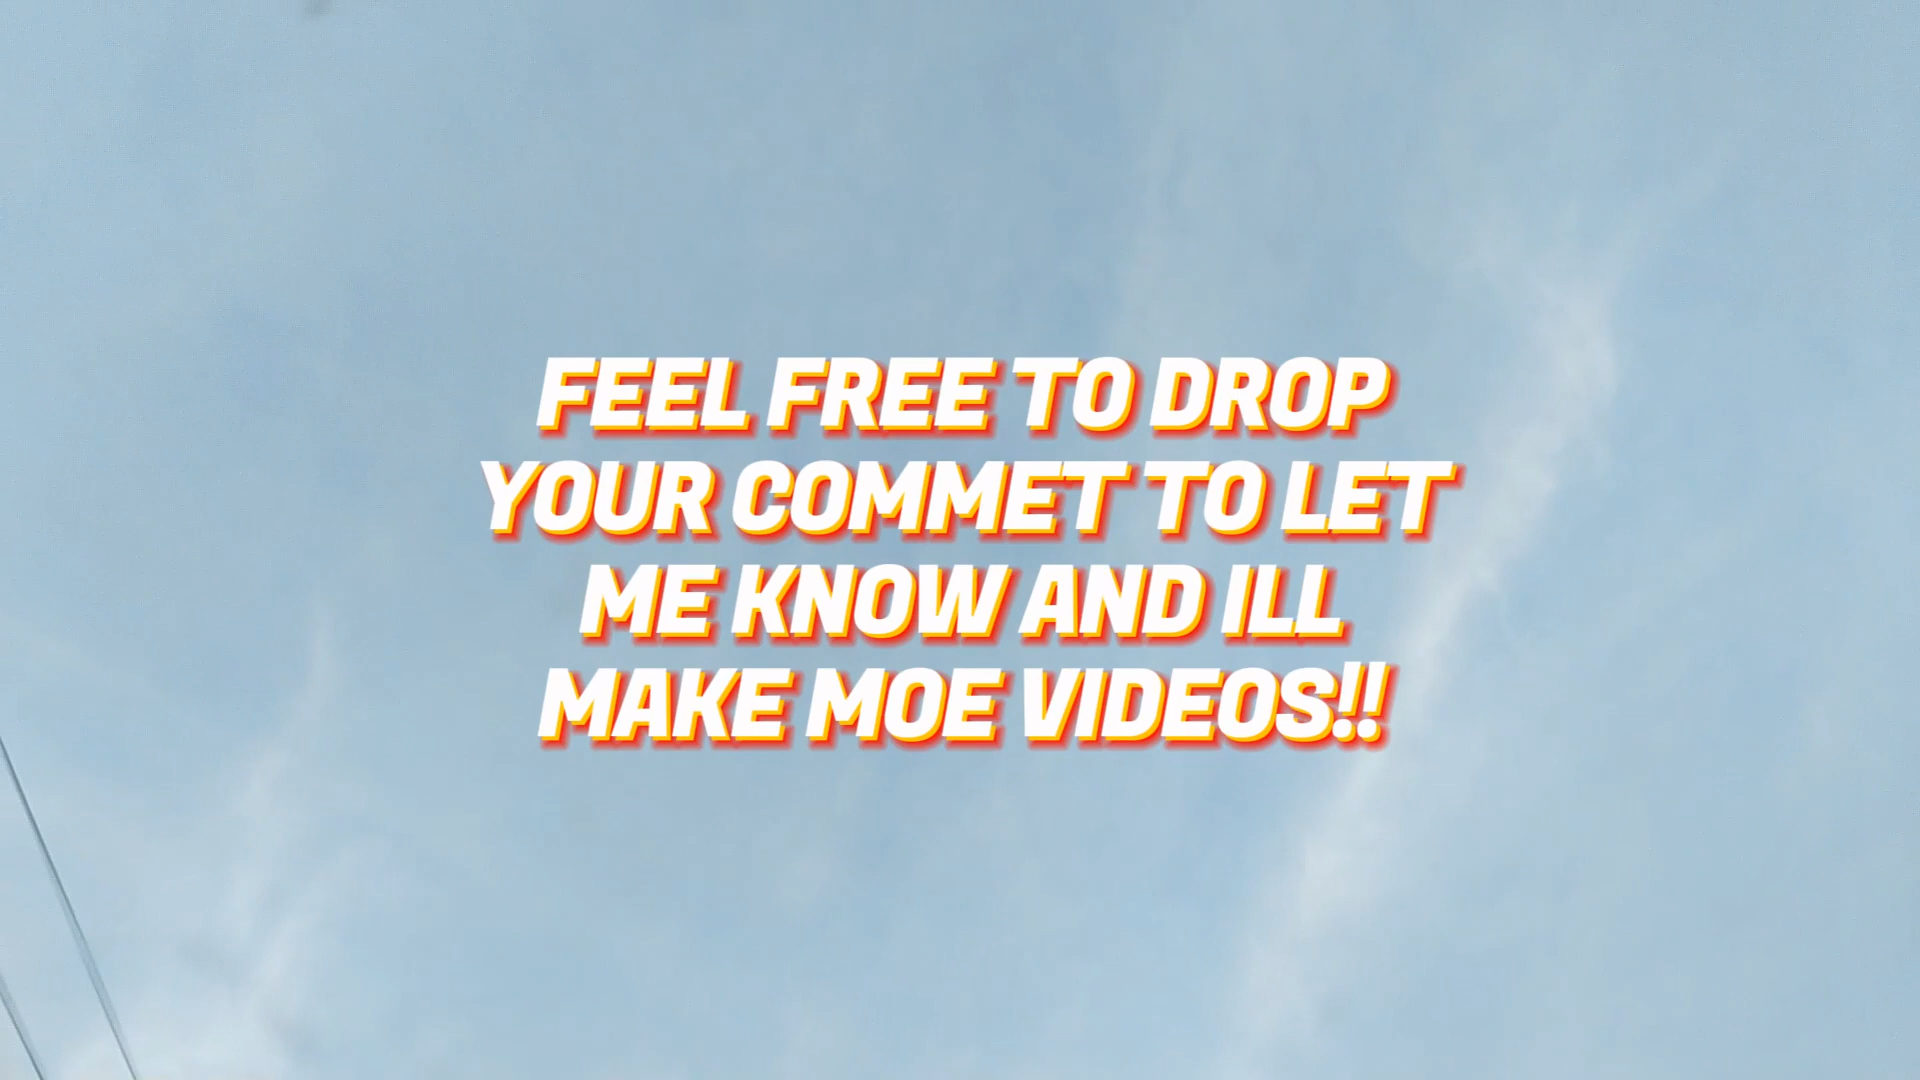 FEEL FREE TO DROP
YOUR COMMET TO LET
ME KNOW AND ILL
MAKE MOE VIDEOS!!